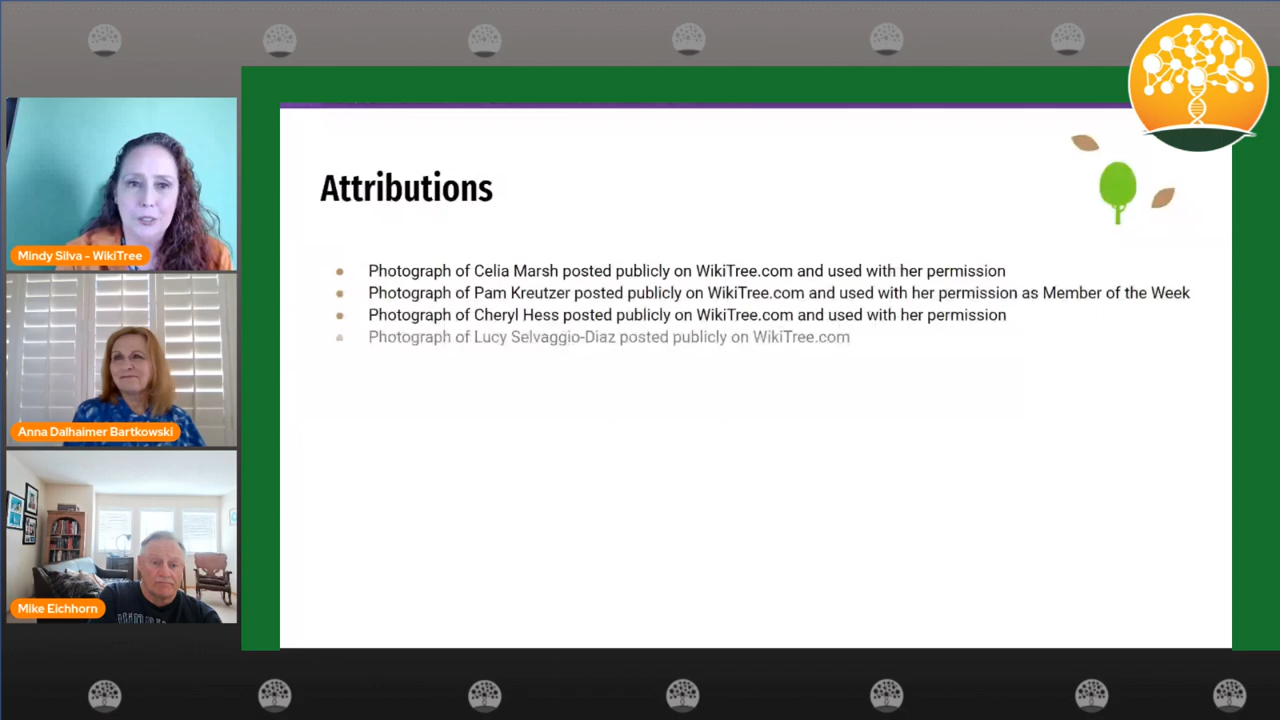 Attributions
Photograph of Celia Marsh posted publicly on WikiTree.com and used with her permission
Photograph of Pam Kreutzer posted publicly on WikiTree.com and used with her permission as Member of the Week
Photograph of Cheryl Hess posted publicly on WikiTree.com and used with her permission
Photograph of Lucy Selvaggio-Diaz posted publicly on WikiTree.com
Mindy Silva - WikiTree
Anna Dalhaimer Bartkowski
Mike Eichhorn